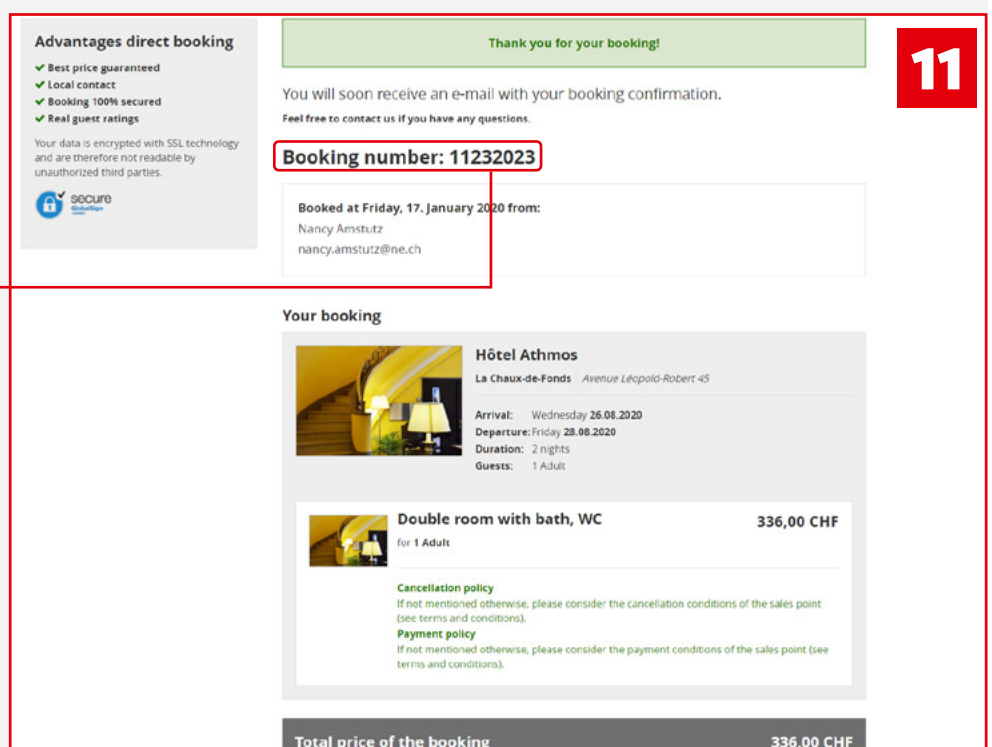 Advantages direct booking
Best price guaranteed
Local contact
Booking 100% secured
Real guest ratings
Your data is encrypted with SSL technology
and are therefore not readable by
unauthorized third parties.
secure
GlobalSign
Thank you for your booking!
11
You will soon receive an e-mail with your booking confirmation.
Feel free to contact us if you have any questions.
Booking number: 11232023
Booked at Friday, 17. January 2020 from:
Nancy Amstutz
nancy.amstutz@ne.ch
Your booking
Hôtel Athmos
La Chaux-de-Fonds Avenue Léopold-Robert 45
Arrival: Wednesday 26.08.2020
Departure: Friday 28.08.2020
Duration: 2 nights
Guests: 1 Adult
Double room with bath, WC 336,00 CHF
for 1 Adult
Cancellation policy
If not mentioned otherwise, please consider the cancellation conditions of the sales point
(see terms and conditions).
Payment policy
If not mentioned otherwise, please consider the payment conditions of the sales point (see
terms and conditions).
Total price of the booking 336,00 CHF